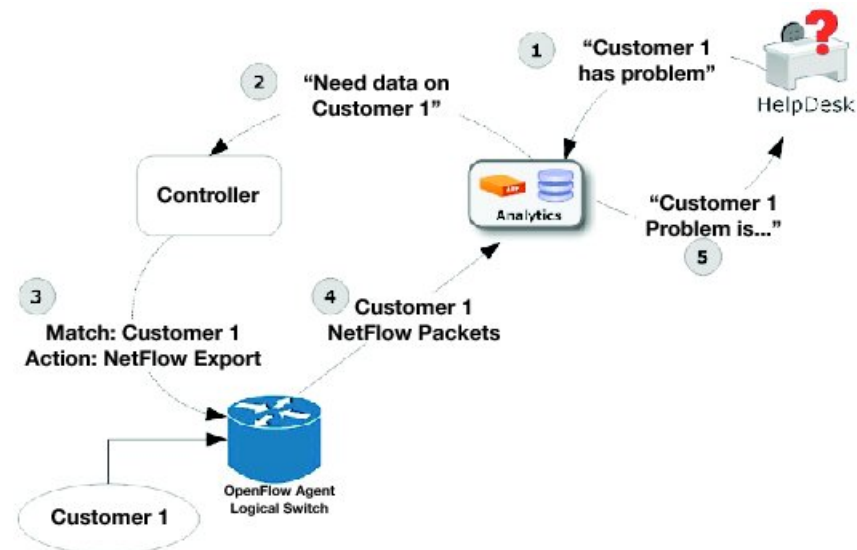 1
“Customer 1
has problem”
HelpDesk
2
“Need data on
Customer 1”
Controller
Analytics
“Customer 1
Problem is...”
5
3
Match: Customer 1
Action: NetFlow Export
4
Customer 1
NetFlow Packets
OpenFlow Agent
Logical Switch
Customer 1